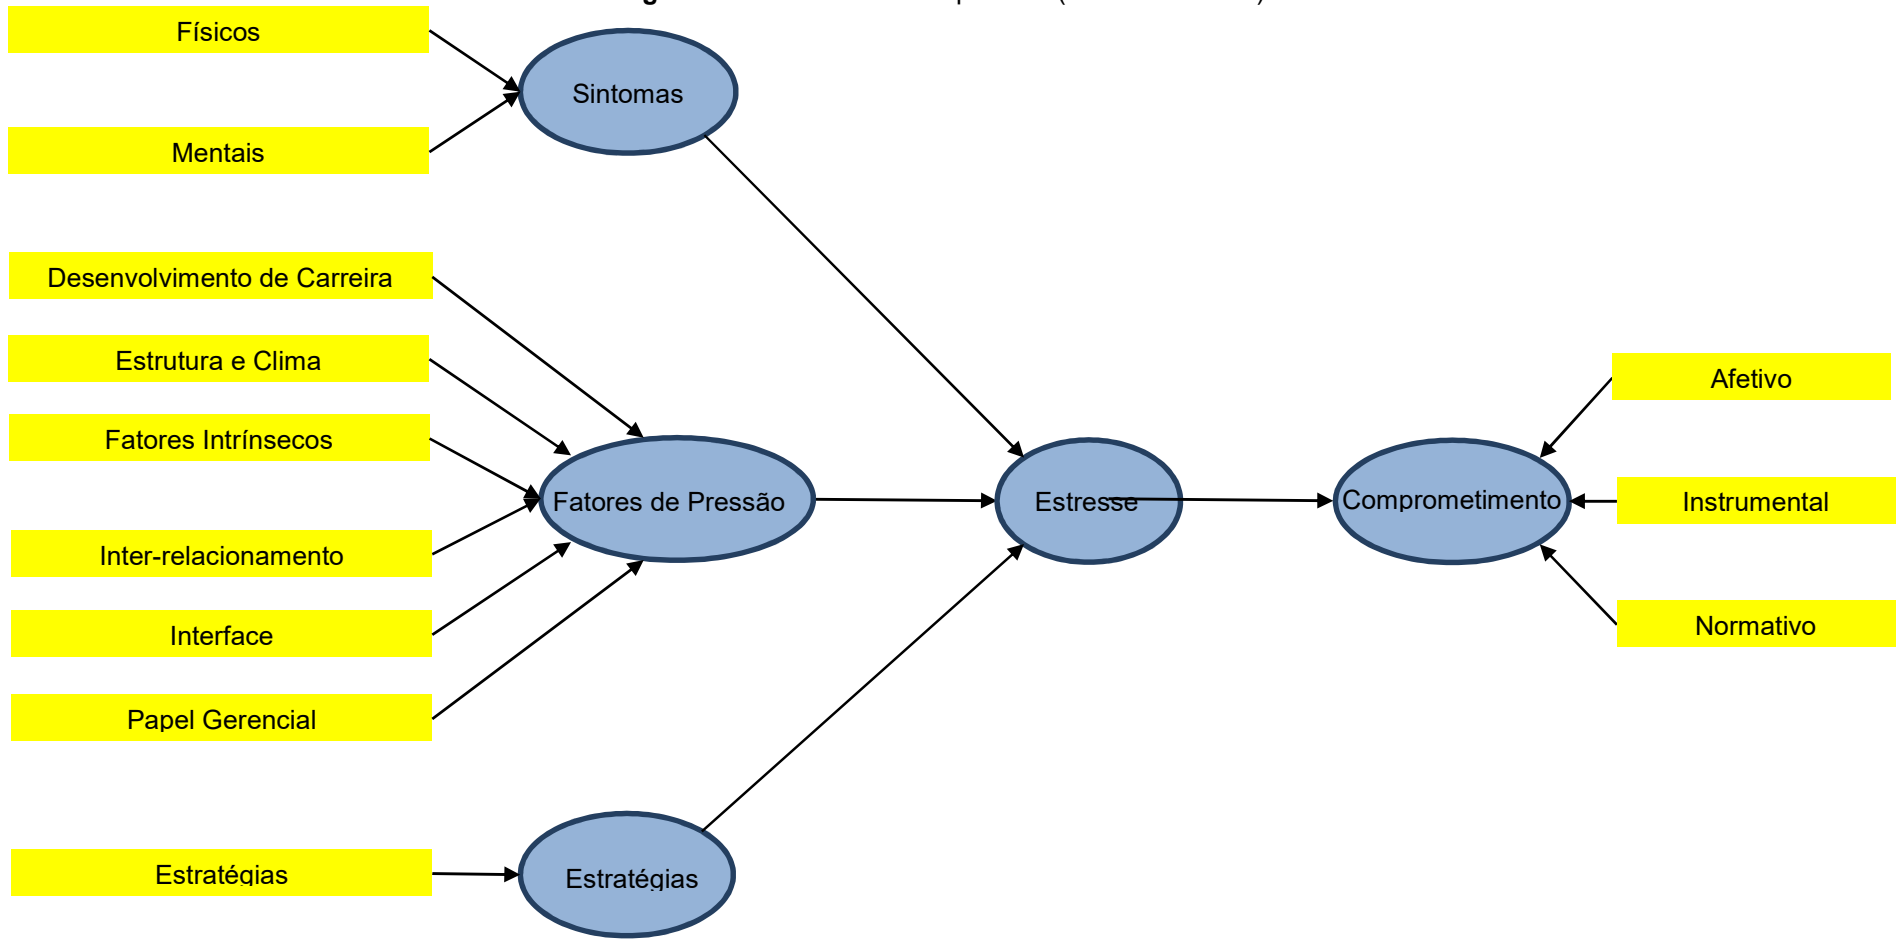 Físicos
Sintomas
Mentais
Desenvolvimento de Carreira
Estrutura e Clima
Fatores Intrínsecos
Inter-relacionamento
Interface
Papel Gerencial
Fatores de Pressão
Estresse
Comprometimento
Afetivo
Instrumental
Normativo
Estratégias
Estratégias